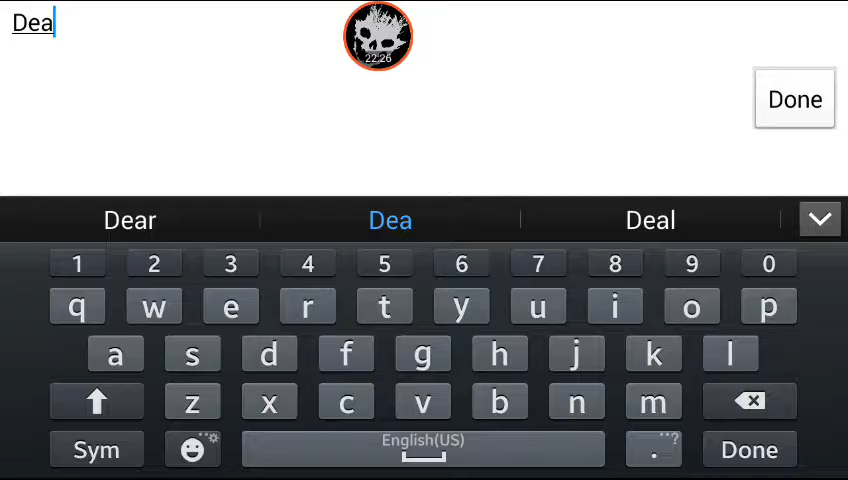 Dea
22:26
Done
Dear Dea Deal
1 2 3 4 5 6 7 8 9 0
q w e r t y u i o p
a s d f g h j k l
z x c v b n m
English(US)
Sym . ? Done